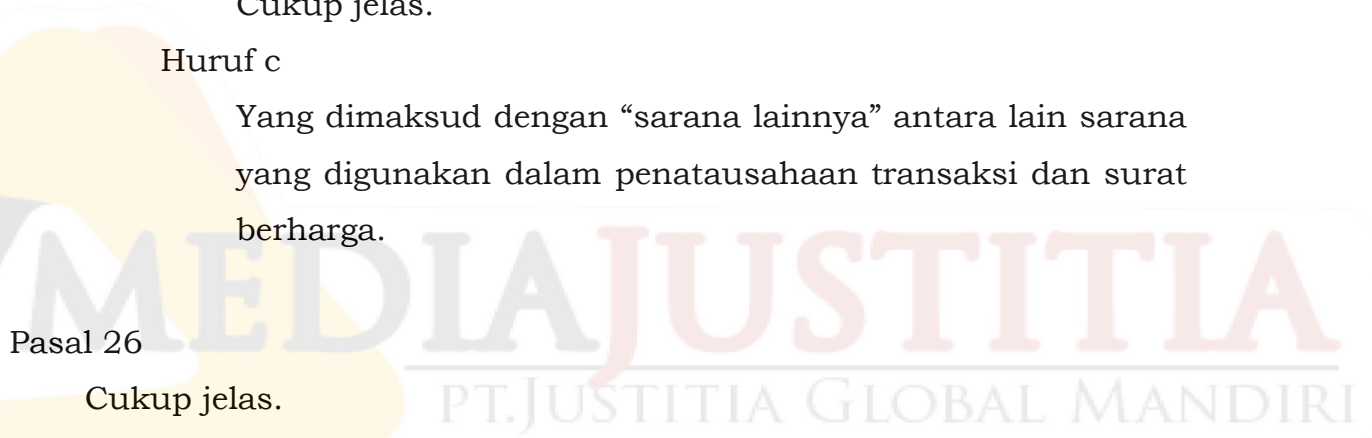 Cukup jelas.
Huruf c
Yang dimaksud dengan “sarana lainnya” antara lain sarana
yang digunakan dalam penatausahaan transaksi dan surat
berharga.
MEDIAJUSTITIA
Pasal 26
Cukup jelas.
PT.JUSTITIA GLOBAL MANDIRI